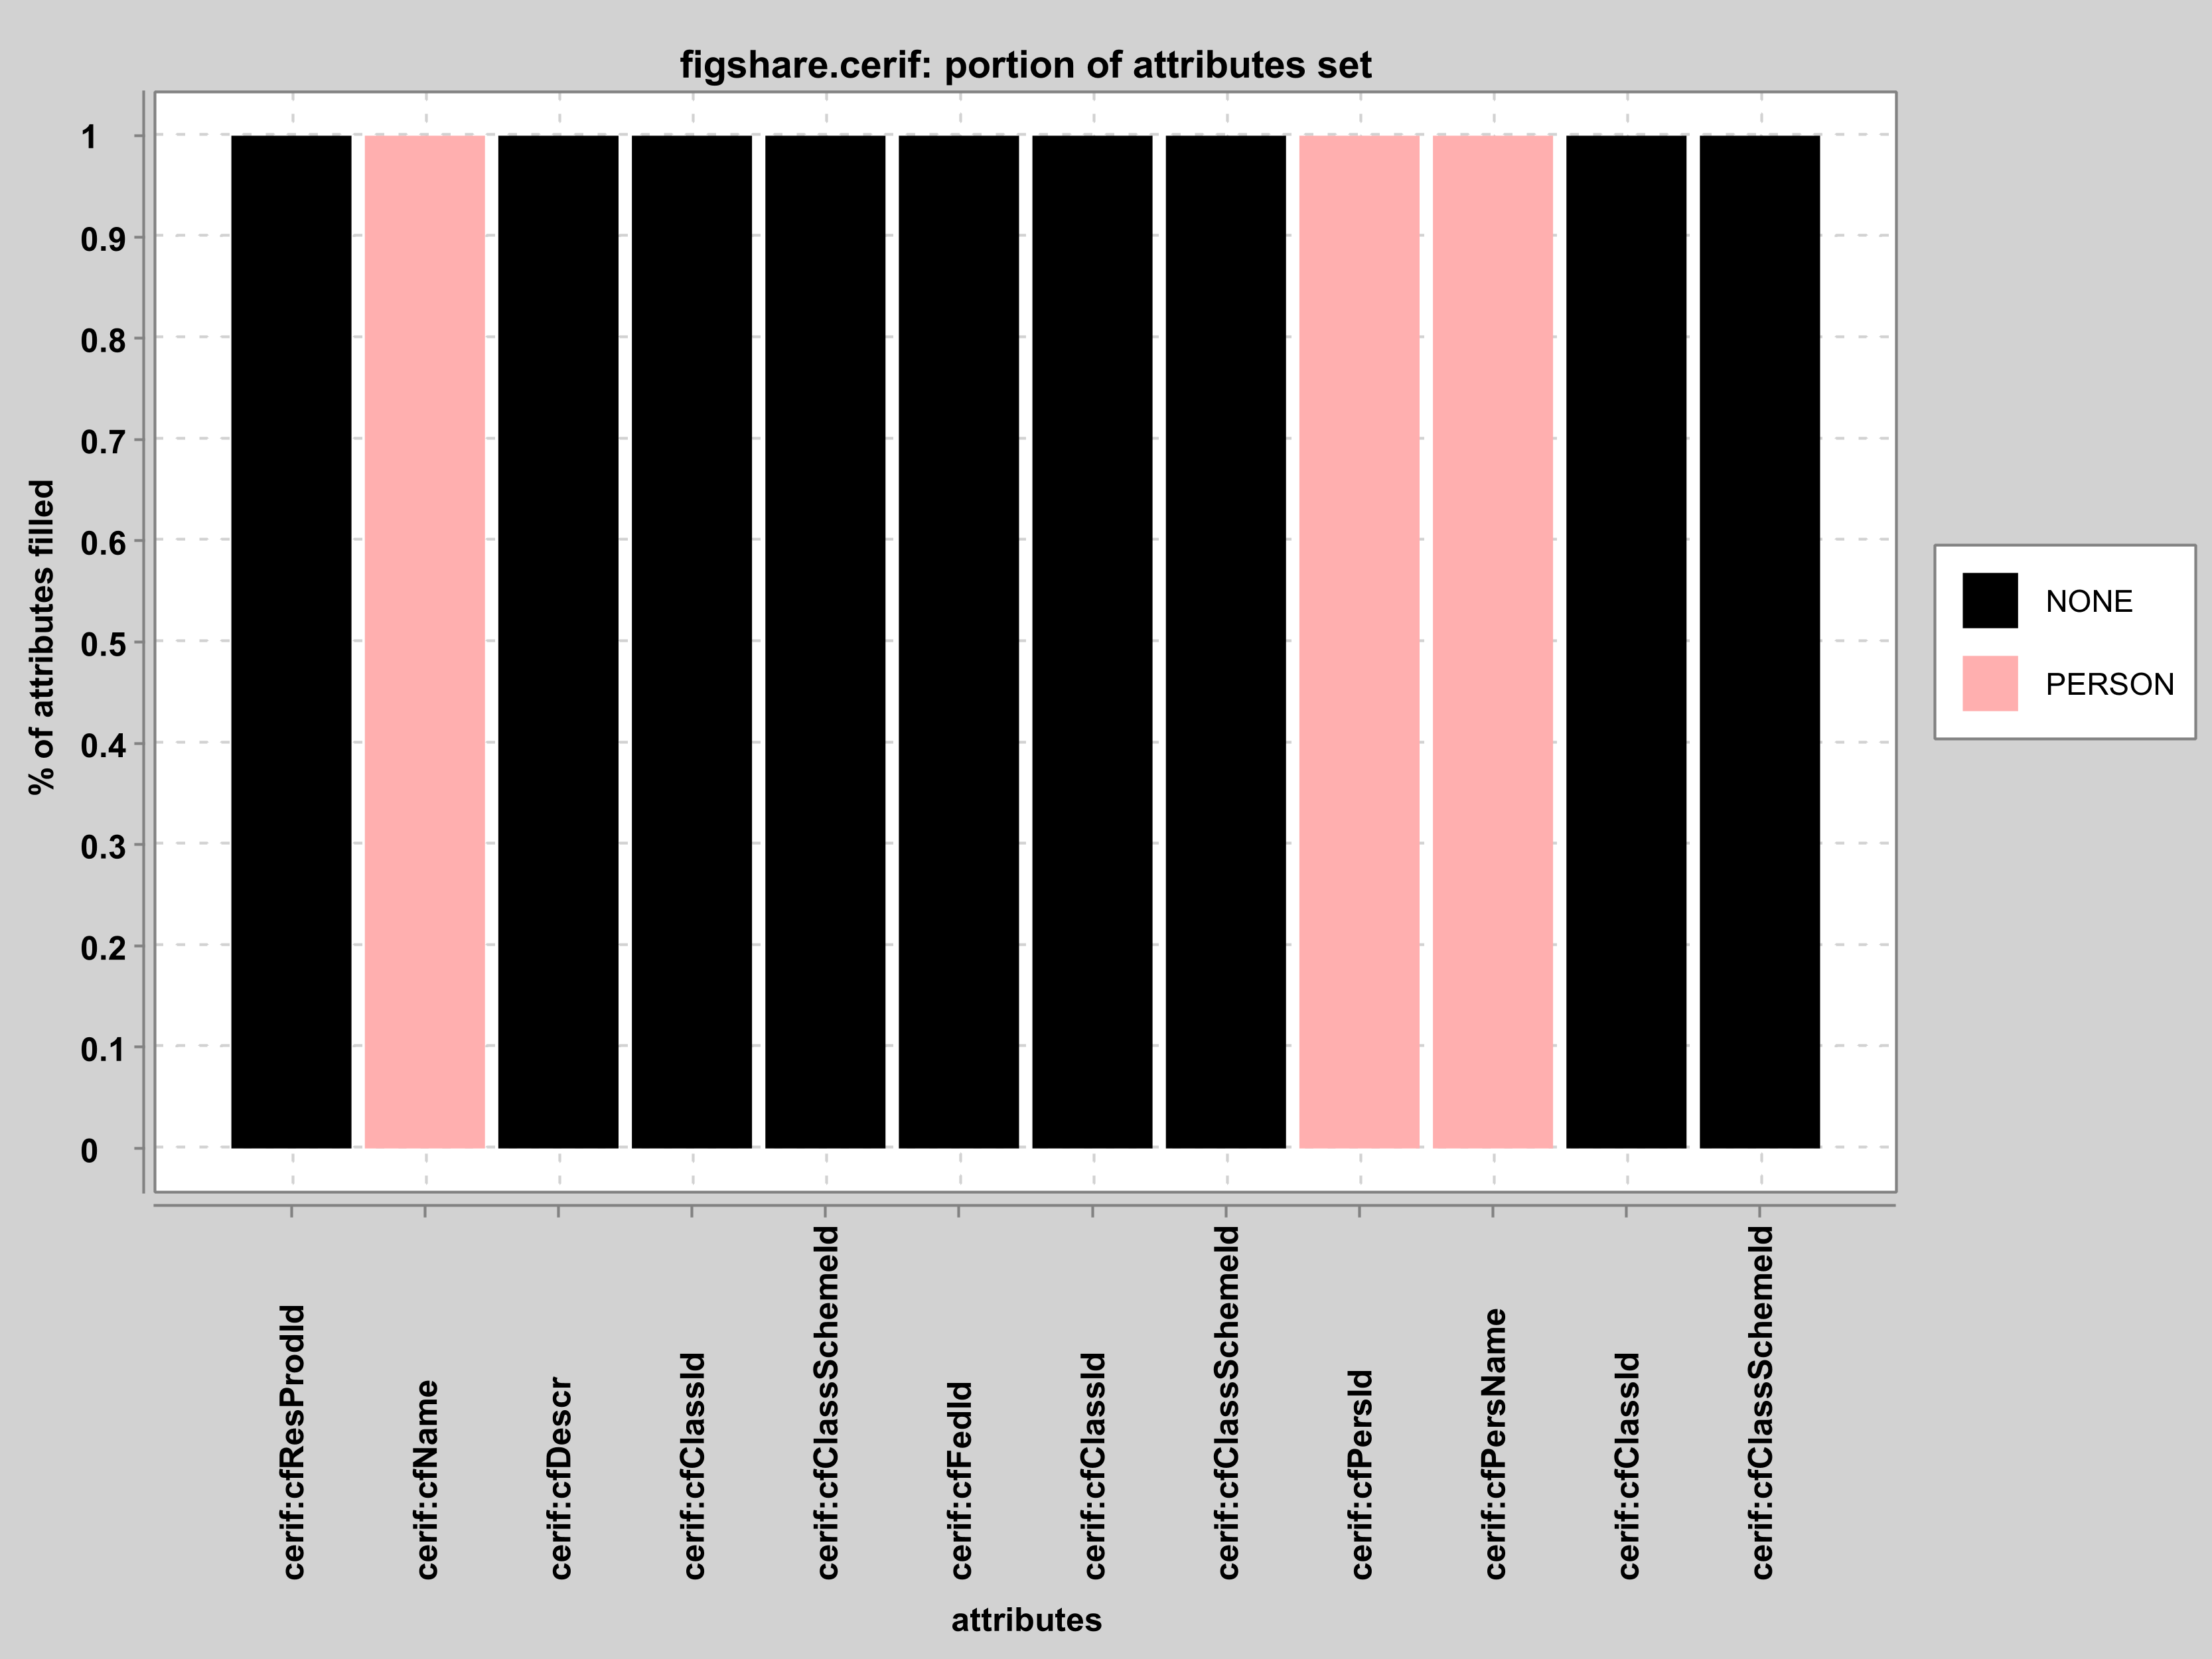 figshare.cerif: portion of attributes set
% of attributes filled
1
0.9
0.8
0.7
0.6
0.5
0.4
0.3
0.2
0.1
0
NONE
PERSON
cerif:cfResProdId
cerif:cfName
cerif:cfDescr
cerif:cfClassId
cerif:cfClassSchemeId
cerif:cfFedId
cerif:cfClassId
cerif:cfClassSchemeId
cerif:cfPersId
cerif:cfPersName
cerif:cfClassId
cerif:cfClassSchemeId
attributes